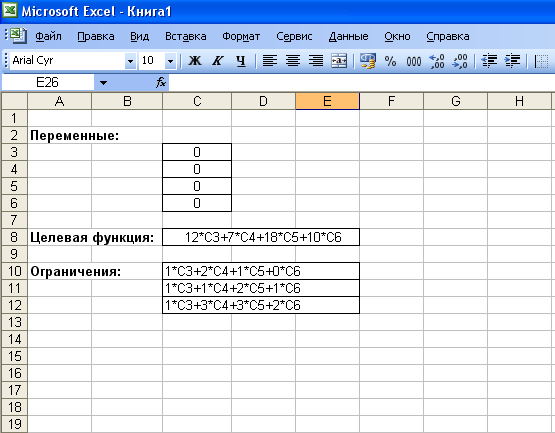 Microsoft Excel - Книга1
Файл Правка Вид Вставка Формат Сервис Данные Окно Справка
Arial Cyr 10 Ж К Ч % 000 ,0 ,00 ,00 ,0
E26 fx
A B C D E F G H
1
2 Переменные:
3 0
4 0
5 0
6 0
7
8 Целевая функция: 12*C3+7*C4+18*C5+10*C6
9
10 Ограничения: 1*C3+2*C4+1*C5+0*C6
11 1*C3+1*C4+2*C5+1*C6
12 1*C3+3*C4+3*C5+2*C6
13
14
15
16
17
18
19